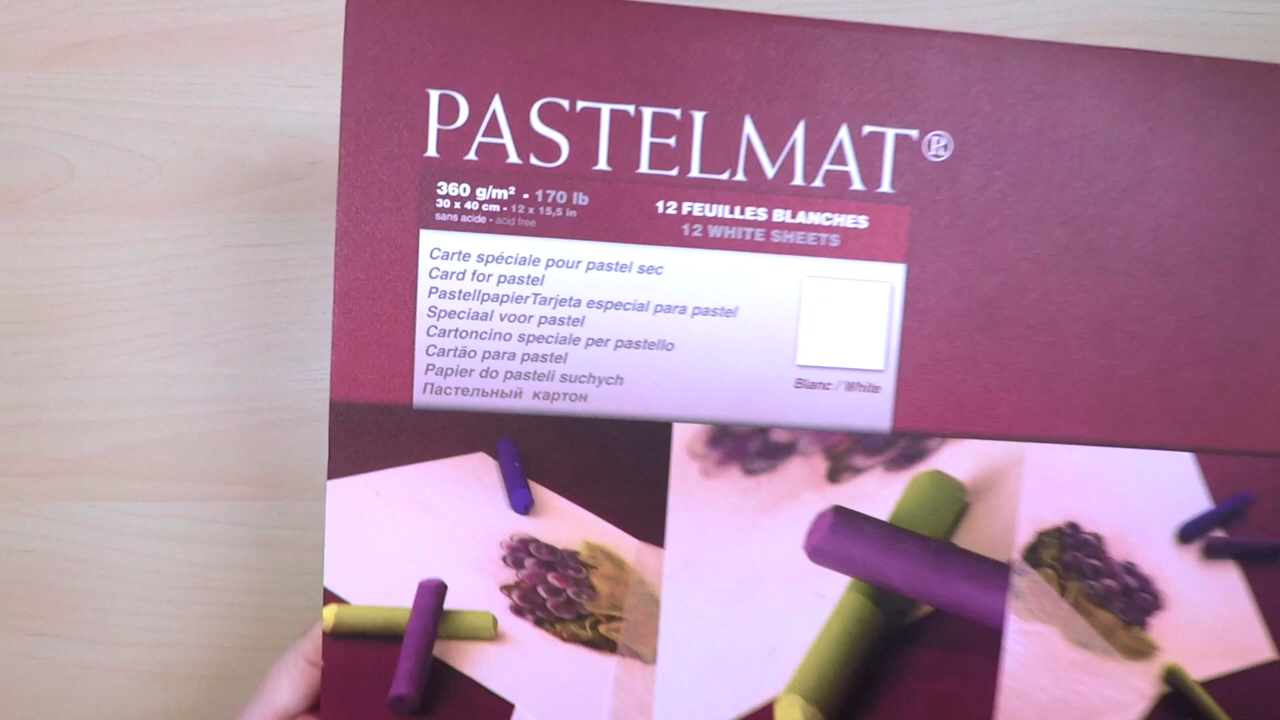 PASTELMAT®
360 g/m² - 170 lb
30 x 40 cm - 12 x 15,5 in
sans acide - acid free
12 FEUILLES BLANCHES
12 WHITE SHEETS
Carte spéciale pour pastel sec
Card for pastel
PastellpapierTarjeta especial para pastel
Speciaal voor pastel
Cartoncino speciale per pastello
Cartão para pastel
Papier do pasteli suchych
Пастельный картон
Blanc / White